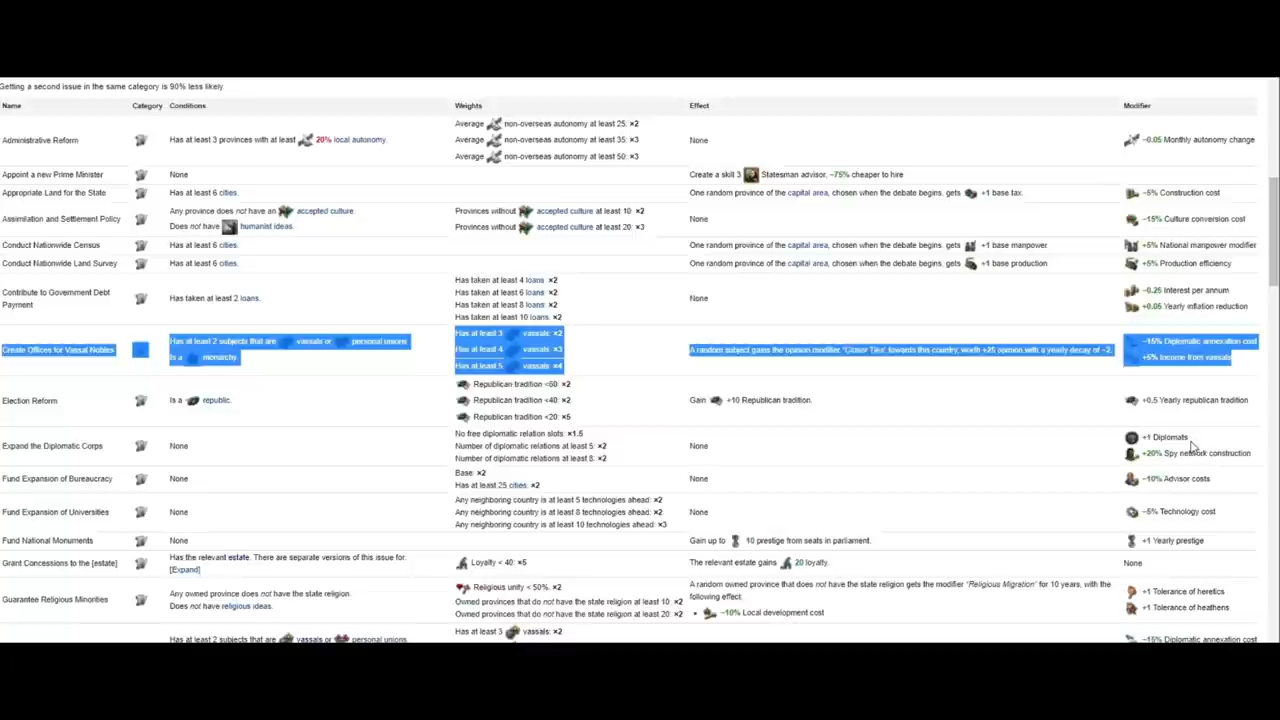 Getting a second issue in the same category is 90% less likely
Name Category Conditions Weights Effect Modifier
Administrative Reform Has at least 3 provinces with at least 20% local autonomy. Average non-overseas autonomy at least 25: ×2 None −0.05 Monthly autonomy change
Average non-overseas autonomy at least 35: ×3
Average non-overseas autonomy at least 50: ×3
Appoint a new Prime Minister None Create a skill 3 Statesman advisor, −75% cheaper to hire
Appropriate Land for the State Has at least 6 cities. One random province of the capital area, chosen when the debate begins, gets +1 base tax. −5% Construction cost
Assimilation and Settlement Policy Any province does not have an accepted culture Provinces without accepted culture at least 10: ×2 None −15% Culture conversion cost
Does not have humanist ideas. Provinces without accepted culture at least 20: ×3
Conduct Nationwide Census Has at least 6 cities. One random province of the capital area, chosen when the debate begins, gets +1 base manpower. +5% National manpower modifier
Conduct Nationwide Land Survey Has at least 6 cities. One random province of the capital area, chosen when the debate begins, gets +1 base production +5% Production efficiency
Contribute to Government Debt Payment Has taken at least 2 loans. Has taken at least 4 loans: ×2 None −0.25 Interest per annum
Has taken at least 6 loans: ×2 +0.05 Yearly inflation reduction
Has taken at least 8 loans: ×2
Has taken at least 10 loans: ×2
Create Offices for Vassal Nobles Has at least 2 subjects that are vassals or personal unions Has at least 3 vassals: ×2 A random subject gains the opinion modifier "Closer Ties" towards this country, worth +25 opinion with a yearly decay of −2. −15% Diplomatic annexation cost
Is a monarchy. Has at least 4 vassals: ×3 +5% Income from vassals
Has at least 5 vassals: ×4
Election Reform Is a republic. Republican tradition <60: ×2 Gain +10 Republican tradition. +0.5 Yearly republican tradition
Republican tradition <40: ×2
Republican tradition <20: ×5
Expand the Diplomatic Corps None No free diplomatic relation slots: ×1.5 None +1 Diplomats
Number of diplomatic relations at least 5: ×2 +20% Spy network construction
Number of diplomatic relations at least 8: ×2
Fund Expansion of Bureaucracy None Base: ×2 None −10% Advisor costs
Has at least 25 cities: ×2
Fund Expansion of Universities None Any neighboring country is at least 5 technologies ahead: ×2 None −5% Technology cost
Any neighboring country is at least 8 technologies ahead: ×2
Any neighboring country is at least 10 technologies ahead: ×3
Fund National Monuments None Gain up to 10 prestige from seats in parliament. +1 Yearly prestige
Grant Concessions to the [estate] Has the relevant estate. There are separate versions of this issue for: Loyalty < 40: ×5 The relevant estate gains 20 loyalty. None
[Expand]
Guarantee Religious Minorities Any owned province does not have the state religion. Religious unity < 50%: ×2 A random owned province that does not have the state religion gets the modifier "Religious Migration" for 10 years, with the following effect: +1 Tolerance of heretics
Does not have religious ideas. Owned provinces that do not have the state religion at least 10: ×2 • −10% Local development cost +1 Tolerance of heathens
Owned provinces that do not have the state religion at least 20: ×2
Has at least 2 subjects that are vassals or personal unions. Has at least 3 vassals: ×2 −15% Diplomatic annexation cost